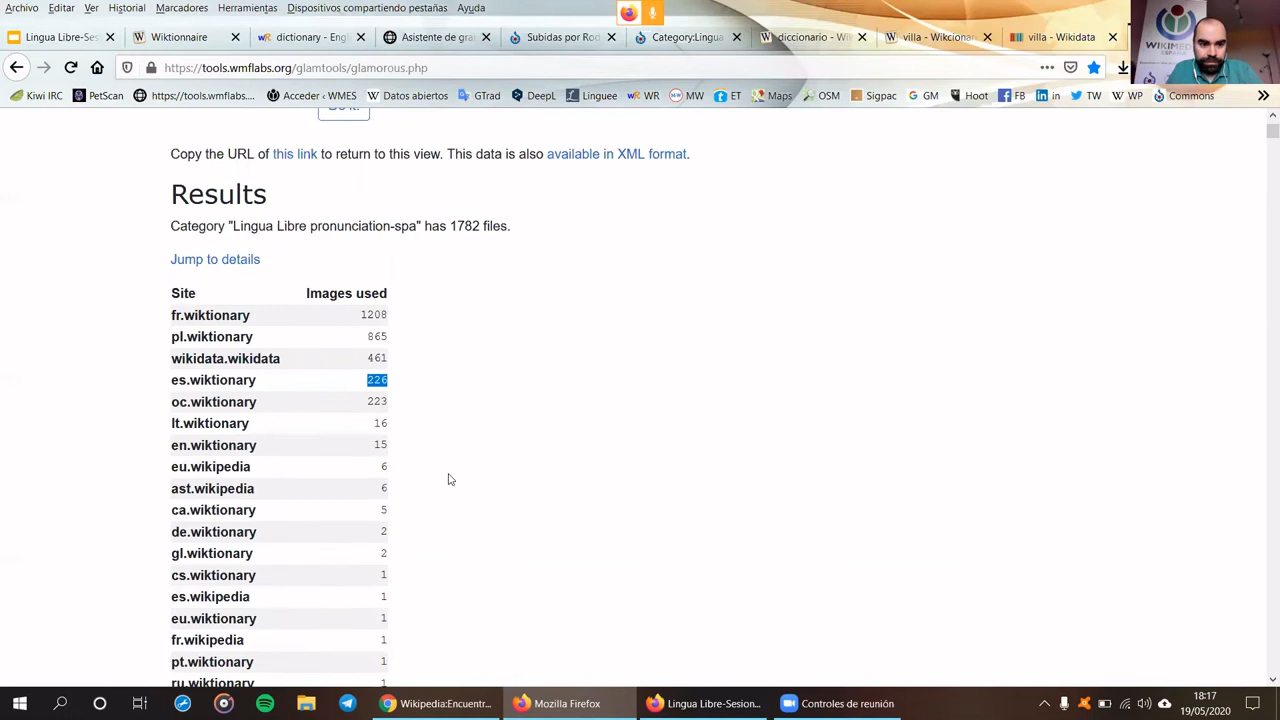 Archivo Editar Ver Historial Marcadores Herramientas Dispositivos compartiendo pestañas Ayuda
Lingua Libre-Ses
Wiktionnaire
dictionary - Engl
Asistente de gra
Subidas por Rod
Category:Lingua
diccionario - Wik
villa - Wikcionar
villa - Wikidata
WIKIMEDIA
ESPAÑA
https://tools.wmflabs.org/glamtools/glamorous.php
Kiwi IRC PetScan https://tools.wmflabs... Acceder ‹ WMES Datos abiertos GTrad DeepL Linguee WR MW ET Maps OSM Sigpac GM Hoot FB in TW WP Commons
Copy the URL of this link to return to this view. This data is also available in XML format.
Results
Category "Lingua Libre pronunciation-spa" has 1782 files.
Jump to details
Site Images used
fr.wiktionary 1208
pl.wiktionary 865
wikidata.wikidata 461
es.wiktionary 226
oc.wiktionary 223
lt.wiktionary 16
en.wiktionary 15
eu.wikipedia 6
ast.wikipedia 6
ca.wiktionary 5
de.wiktionary 2
gl.wiktionary 2
cs.wiktionary 1
es.wikipedia 1
eu.wiktionary 1
fr.wikipedia 1
pt.wiktionary 1
ru.wiktionary
Wikipedia:Encuentr...
Mozilla Firefox
Lingua Libre-Sesion...
Controles de reunión
18:17
19/05/2020